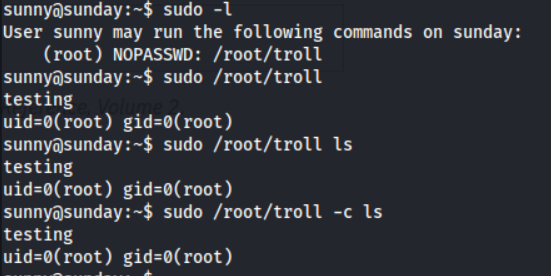 sunny@sunday:~$ sudo -l
User sunny may run the following commands on sunday:
    (root) NOPASSWD: /root/troll
sunny@sunday:~$ sudo /root/troll
testing
Volume 2
uid=0(root) gid=0(root)
sunny@sunday:~$ sudo /root/troll ls
testing
uid=0(root) gid=0(root)
sunny@sunday:~$ sudo /root/troll -c ls
testing
uid=0(root) gid=0(root)